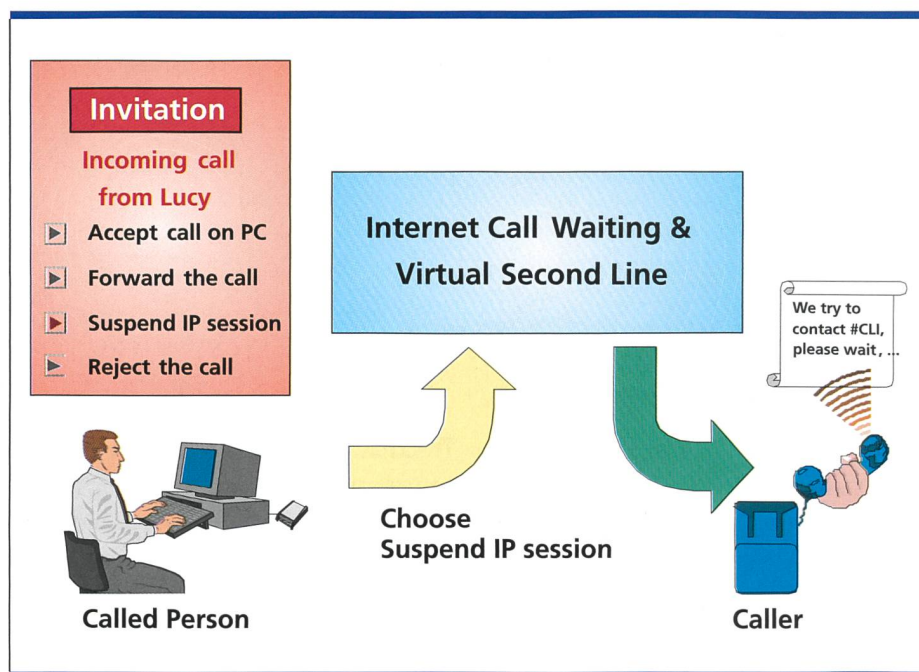 Invitation
Incoming call
from Lucy
Accept call on PC
Forward the call
Suspend IP session
Reject the call
Internet Call Waiting &
Virtual Second Line
We try to
contact #CLI,
please wait, ...
Choose
Suspend IP session
Called Person
Caller